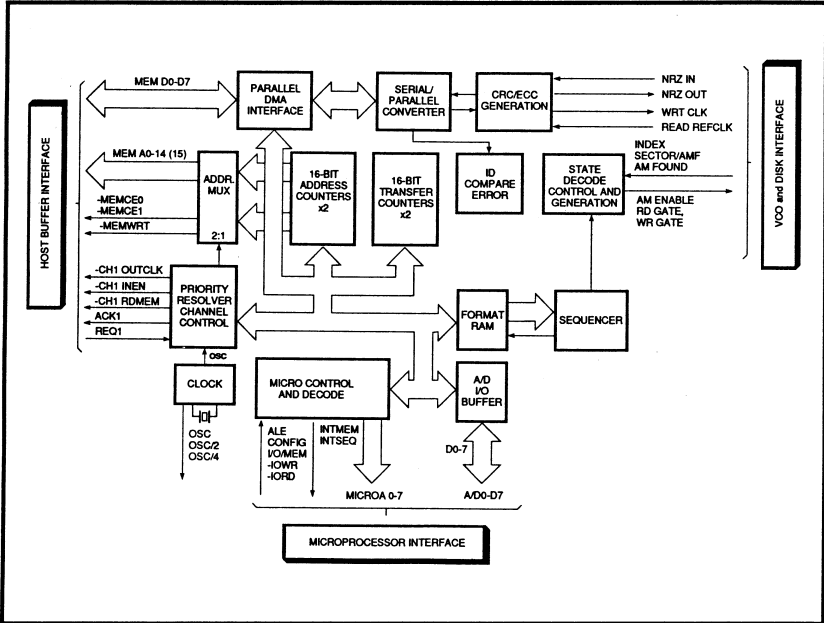 MEM D0-D7
PARALLEL
DMA
INTERFACE
SERIAL/
PARALLEL
CONVERTER
CRC/ECC
GENERATION
NRZ IN
NRZ OUT
WRT CLK
READ REFCLK
HOST BUFFER INTERFACE
VCO and DISK INTERFACE
MEM A0-14 (15)
-MEMCE0
-MEMCE1
-MEMWRT
ADDR.
MUX
2:1
16-BIT
ADDRESS
COUNTERS
x2
16-BIT
TRANSFER
COUNTERS
x2
ID
COMPARE
ERROR
STATE
DECODE
CONTROL AND
GENERATION
INDEX
SECTOR/AMF
AM FOUND
AM ENABLE
RD GATE,
WR GATE
-CH1 OUTCLK
-CH1 INEN
-CH1 RDMEM
ACK1
REQ1
PRIORITY
RESOLVER
CHANNEL
CONTROL
FORMAT
RAM
SEQUENCER
OSC
CLOCK
OSC
OSC/2
OSC/4
MICRO CONTROL
AND DECODE
A/D
I/O
BUFFER
ALE
CONFIG
I/O/MEM
-IOWR
-IORD
INTMEM
INTSEQ
D0-7
MICROA 0-7
A/D0-D7
MICROPROCESSOR INTERFACE